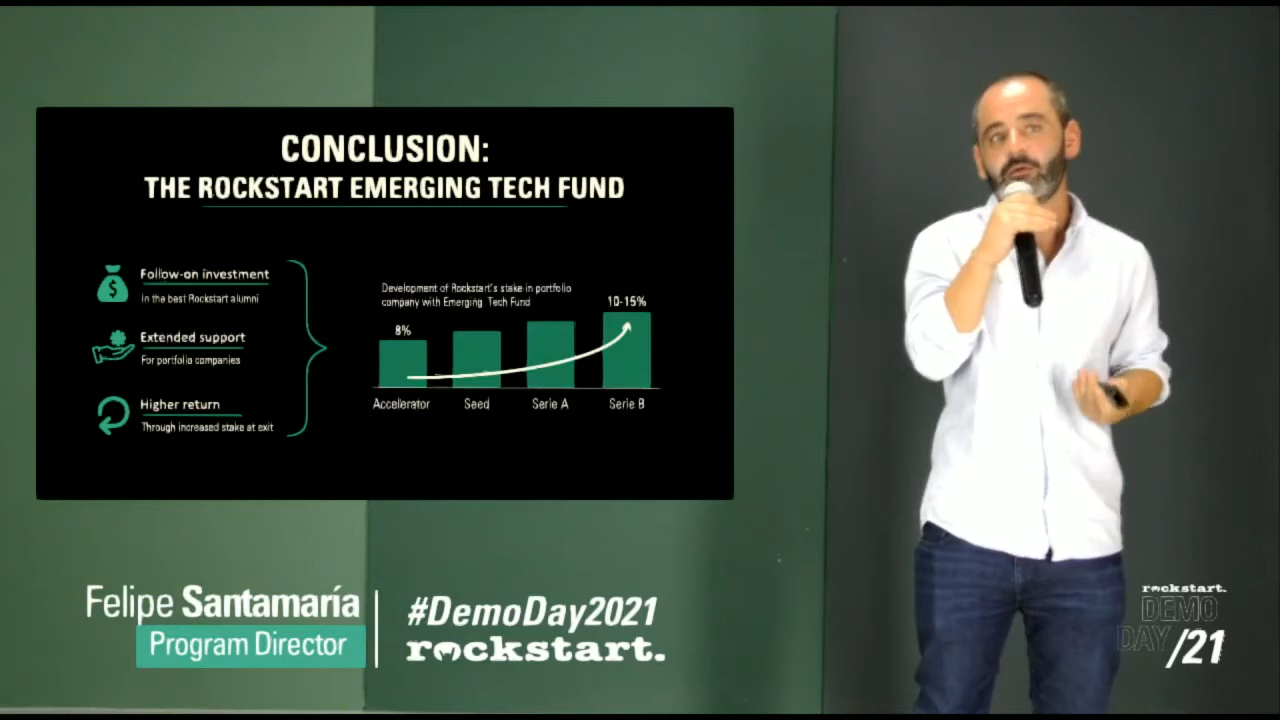 CONCLUSION:
THE ROCKSTART EMERGING TECH FUND
Follow-on investment
In the best Rockstart alumni
Extended support
For portfolio companies
Higher return
Through increased stake at exit
Development of Rockstart's stake in portfolio
company with Emerging Tech Fund
8%
10-15%
Accelerator
Seed
Serie A
Serie B
Felipe Santamaría
Program Director
#DemoDay2021
rockstart.
rockstart.
DEMO
DAY /21